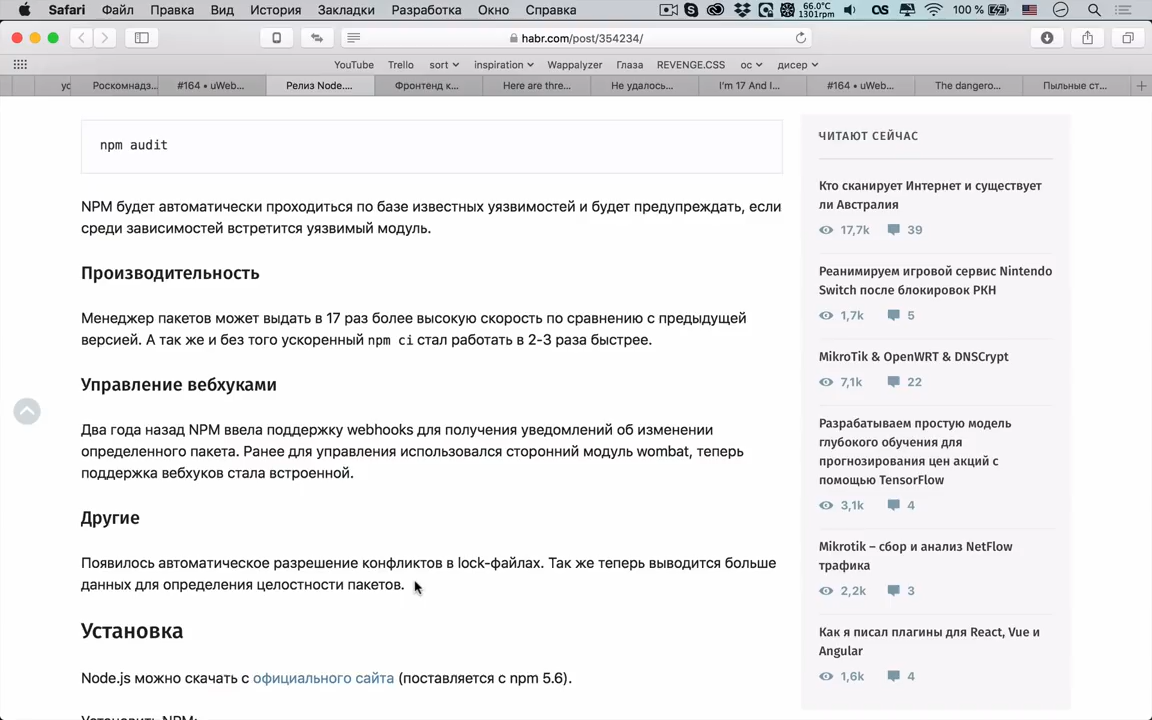 Safari Файл Правка Вид История Закладки Разработка Окно Справка 66.0°C 1301rpm 100 %
habr.com/post/354234/
YouTube Trello sort inspiration Wappalyzer Глаза REVENGE.CSS ос дисер
ус Роскомнадз... #164 • uWeb... Релиз Node.... Фронтенд к... Here are thre... Не удалось... I'm 17 And I... #164 • uWeb... The dangero... Пыльные ст...
npm audit
NPM будет автоматически проходиться по базе известных уязвимостей и будет предупреждать, если
среди зависимостей встретится уязвимый модуль.
Производительность
Менеджер пакетов может выдать в 17 раз более высокую скорость по сравнению с предыдущей
версией. А так же и без того ускоренный npm ci стал работать в 2-3 раза быстрее.
Управление вебхуками
Два года назад NPM ввела поддержку webhooks для получения уведомлений об изменении
определенного пакета. Ранее для управления использовался сторонний модуль wombat, теперь
поддержка вебхуков стала встроенной.
Другие
Появилось автоматическое разрешение конфликтов в lock-файлах. Так же теперь выводится больше
данных для определения целостности пакетов.
Установка
Node.js можно скачать с официального сайта (поставляется с npm 5.6).
Установить NPM:
ЧИТАЮТ СЕЙЧАС
Кто сканирует Интернет и существует
ли Австралия
17,7k 39
Реанимируем игровой сервис Nintendo
Switch после блокировок РКН
1,7k 5
MikroTik & OpenWRT & DNSCrypt
7,1k 22
Разрабатываем простую модель
глубокого обучения для
прогнозирования цен акций с
помощью TensorFlow
3,1k 4
Mikrotik – сбор и анализ NetFlow
трафика
2,2k 3
Как я писал плагины для React, Vue и
Angular
1,6k 4